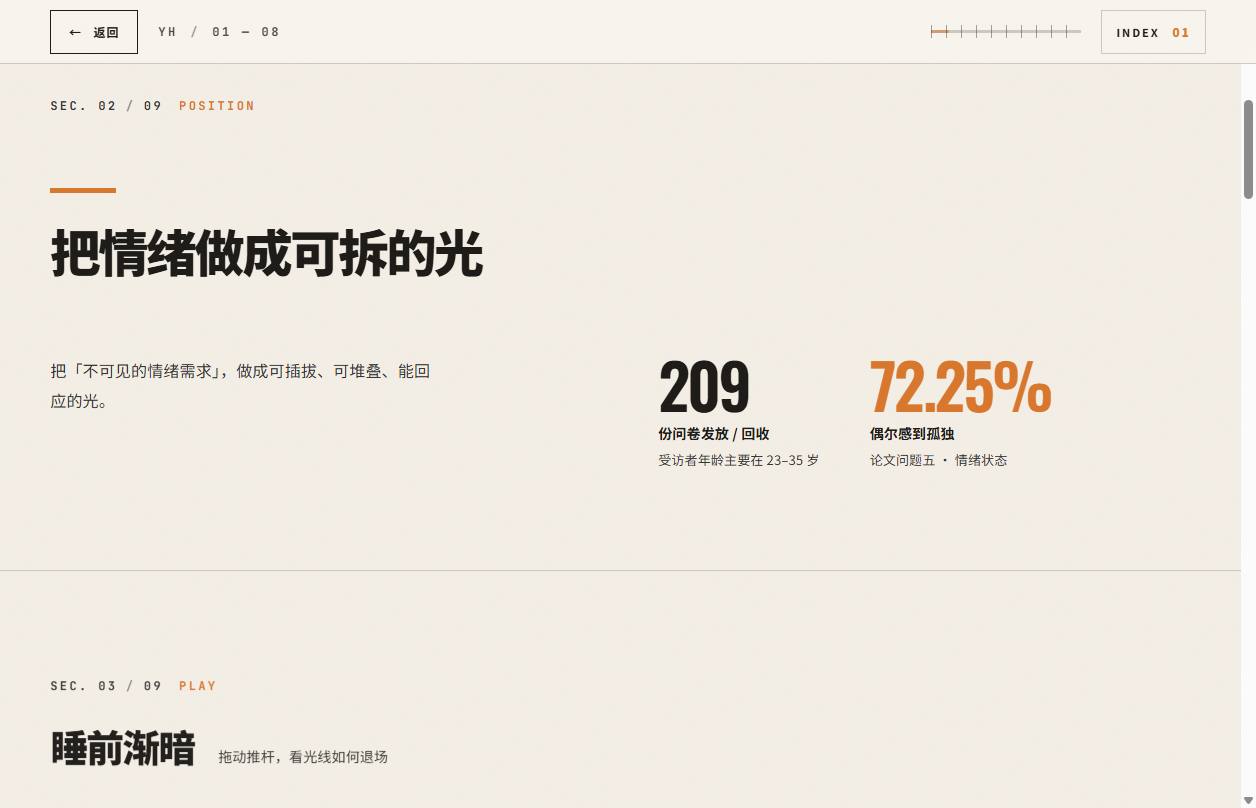 ← 返回
YH / 01 — 08
INDEX 01
SEC. 02 / 09 POSITION
把情绪做成可拆的光
把「不可见的情绪需求」，做成可插拔、可堆叠、能回
应的光。
209
份问卷发放 / 回收
受访者年龄主要在 23–35 岁
72.25%
偶尔感到孤独
论文问题五 · 情绪状态
SEC. 03 / 09 PLAY
睡前渐暗
拖动推杆，看光线如何退场